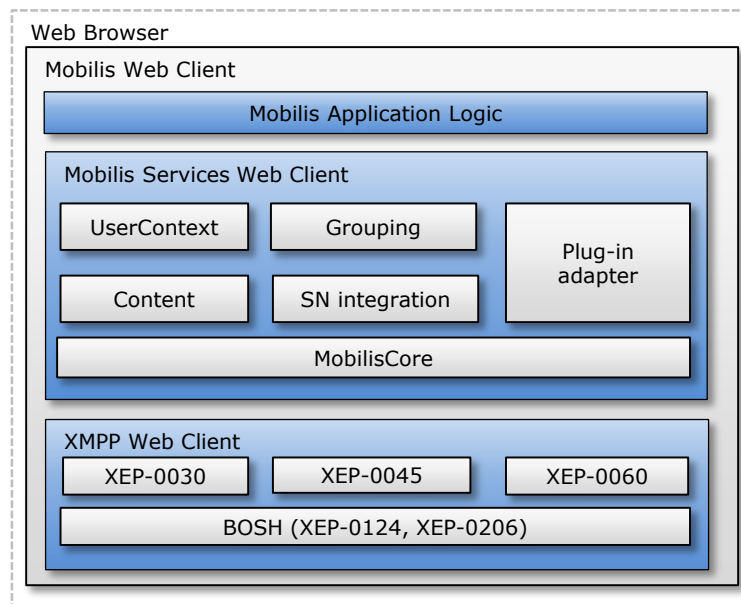 Web Browser
Mobilis Web Client
Mobilis Application Logic
Mobilis Services Web Client
UserContext
Grouping
Plug-in
adapter
Content
SN integration
MobilisCore
XMPP Web Client
XEP-0030
XEP-0045
XEP-0060
BOSH (XEP-0124, XEP-0206)